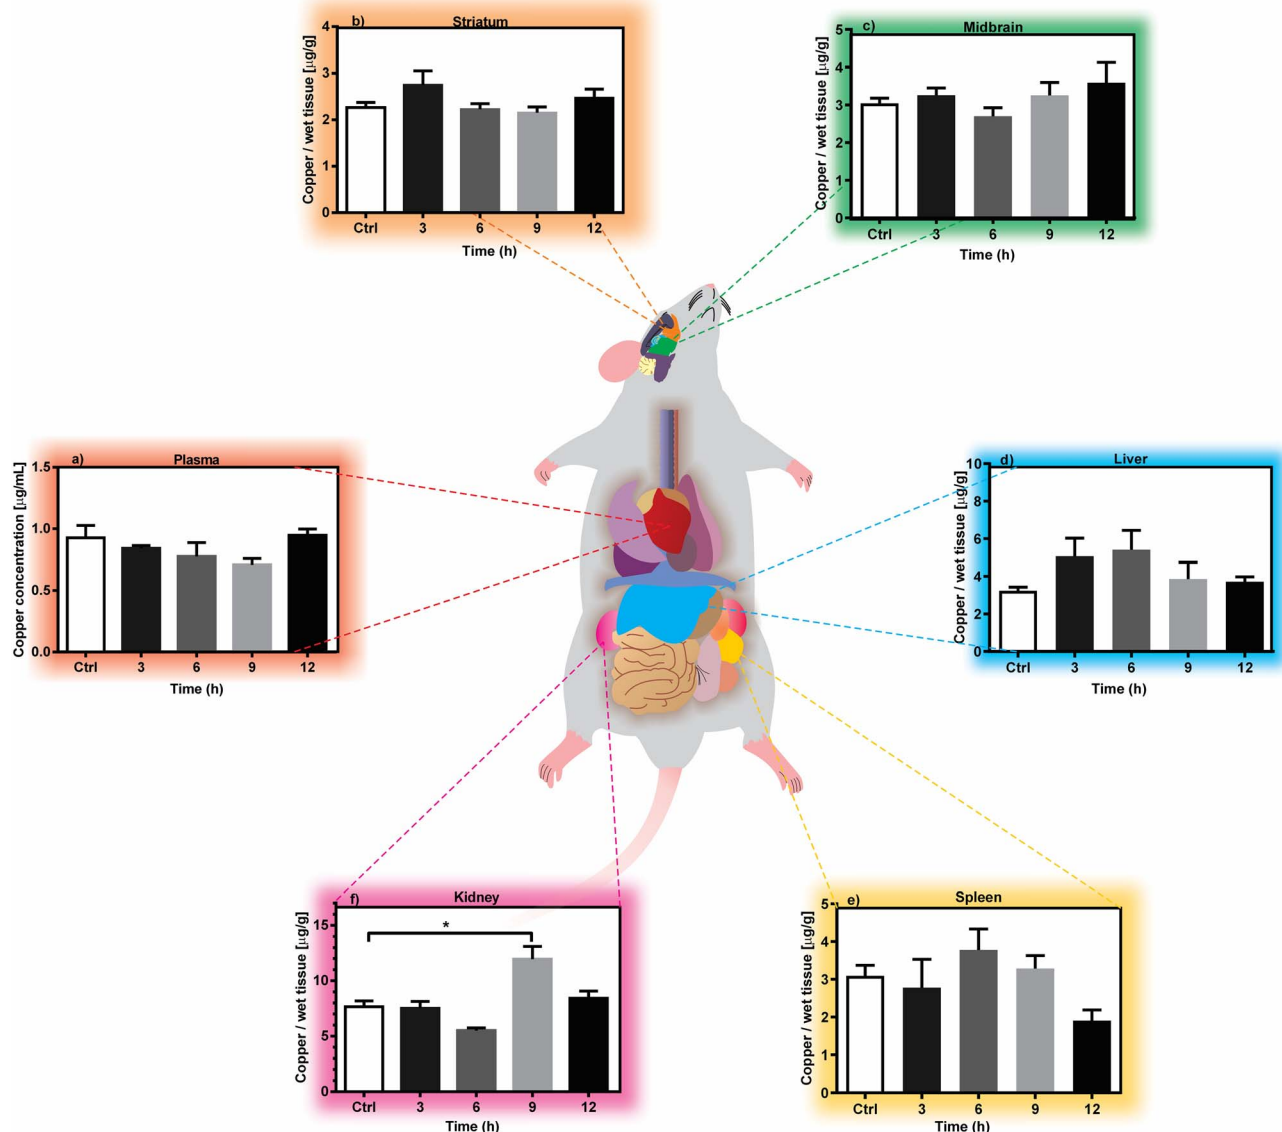 b) Striatum
Copper / wet tissue [µg/g]
4
3
2
1
0
Ctrl 3 6 9 12
Time (h)
c) Midbrain
Copper / wet tissue [µg/g]
5
4
3
2
1
0
Ctrl 3 6 9 12
Time (h)
a) Plasma
Copper concentration [µg/mL]
1.5
1.0
0.5
0.0
Ctrl 3 6 9 12
Time (h)
d) Liver
Copper / wet tissue [µg/g]
10
8
6
4
2
0
Ctrl 3 6 9 12
Time (h)
f) Kidney
Copper / wet tissue [µg/g]
15
10
5
0
*
Ctrl 3 6 9 12
Time (h)
e) Spleen
Copper / wet tissue [µg/g]
5
4
3
2
1
0
Ctrl 3 6 9 12
Time (h)